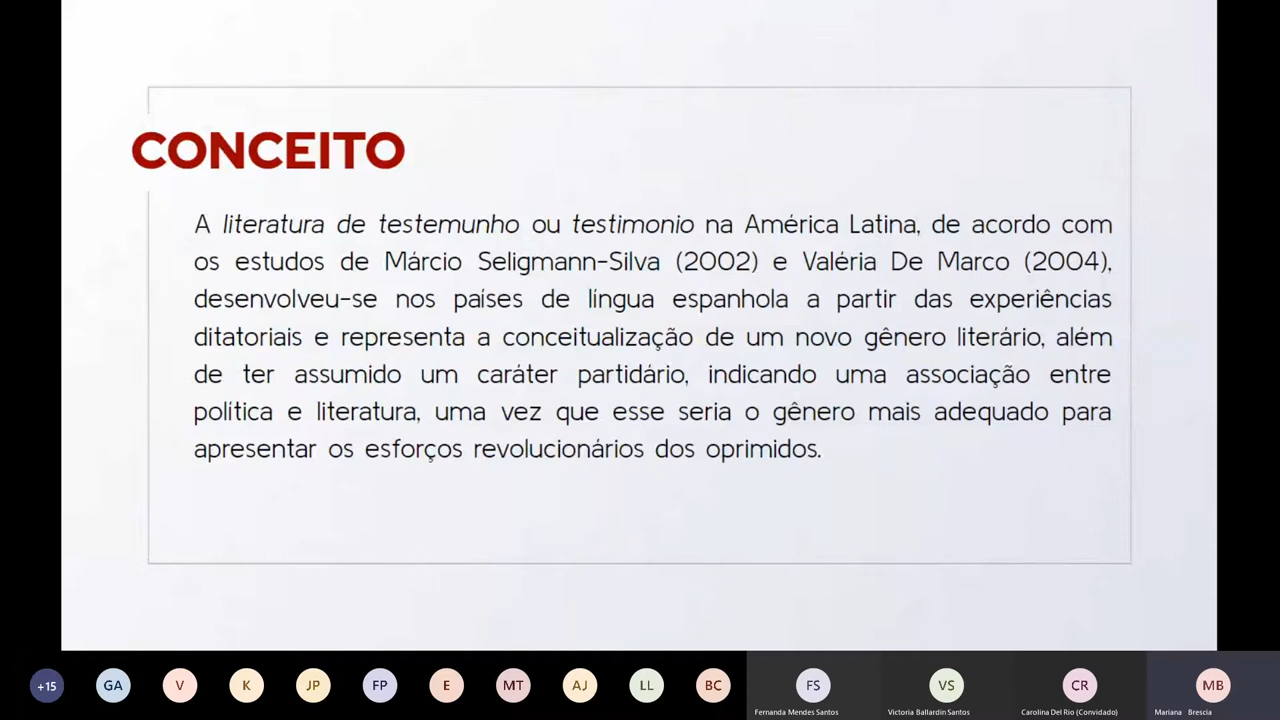 CONCEITO
A literatura de testemunho ou testimonio na América Latina, de acordo com
os estudos de Márcio Seligmann-Silva (2002) e Valéria De Marco (2004),
desenvolveu-se nos países de língua espanhola a partir das experiências
ditatoriais e representa a conceitualização de um novo gênero literário, além
de ter assumido um caráter partidário, indicando uma associação entre
política e literatura, uma vez que esse seria o gênero mais adequado para
apresentar os esforços revolucionários dos oprimidos.
+15 GA V K JP FP E MT AJ LL BC FS VS CR MB
Fernanda Mendes Santos Victoria Ballardin Santos Carolina Del Rio (Convidado) Mariana Brescia